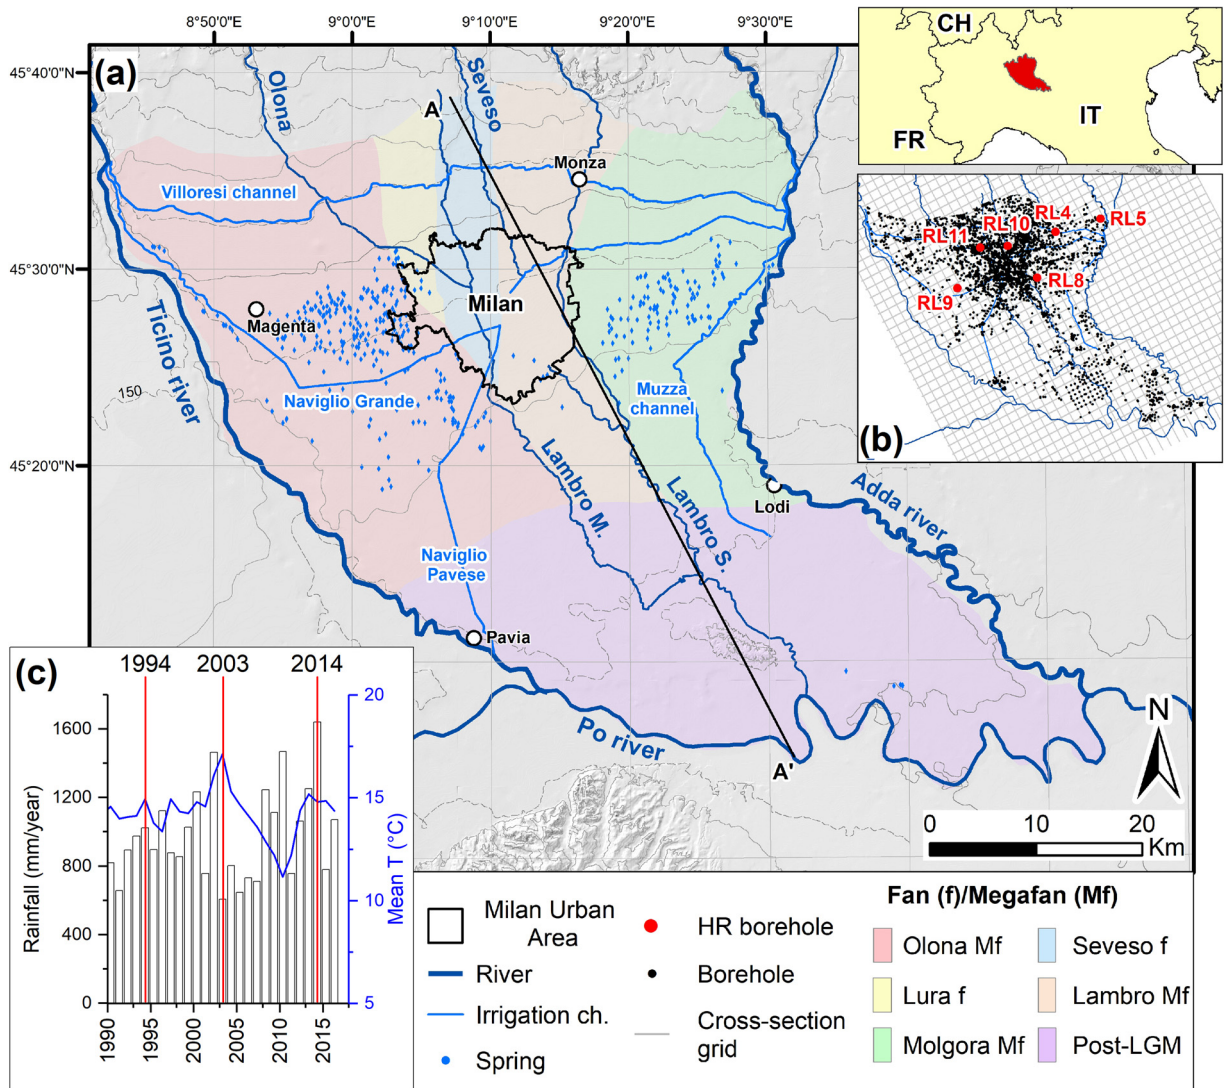 8°50'0"E
9°0'0"E
9°10'0"E
9°20'0"E
9°30'0"E
45°40'0"N
45°30'0"N
45°20'0"N
(a)
Olona
A
Seveso
Monza
Villoresi channel
Milan
Magenta
Ticino river
150
Naviglio Grande
Muzza
channel
Lambro M.
Lambro S.
Lodi
Adda river
Naviglio
Pavese
Pavia
Po river
A'
N
0
10
20
Km
CH
IT
FR
RL4
RL5
RL10
RL11
RL8
RL9
(b)
(c)
1994
2003
2014
Rainfall (mm/year)
1600
1200
800
400
0
Mean T (°C)
20
15
10
5
1990
1995
2000
2005
2010
2015
Milan Urban
Area
River
Irrigation ch.
Spring
HR borehole
Borehole
Cross-section
grid
Fan (f)/Megafan (Mf)
Olona Mf
Seveso f
Lura f
Lambro Mf
Molgora Mf
Post-LGM